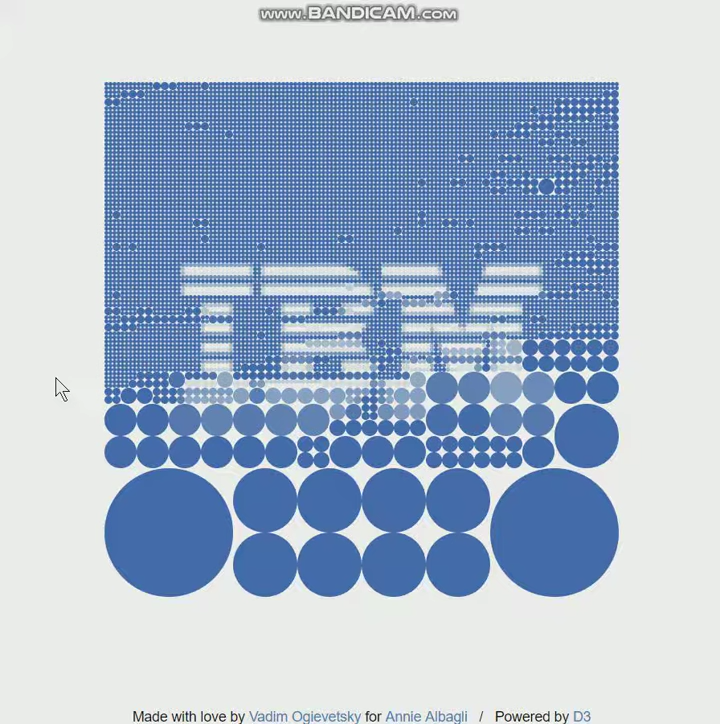 www.BANDICAM.com
IBM
Made with love by Vadim Ogievetsky for Annie Albagli / Powered by D3